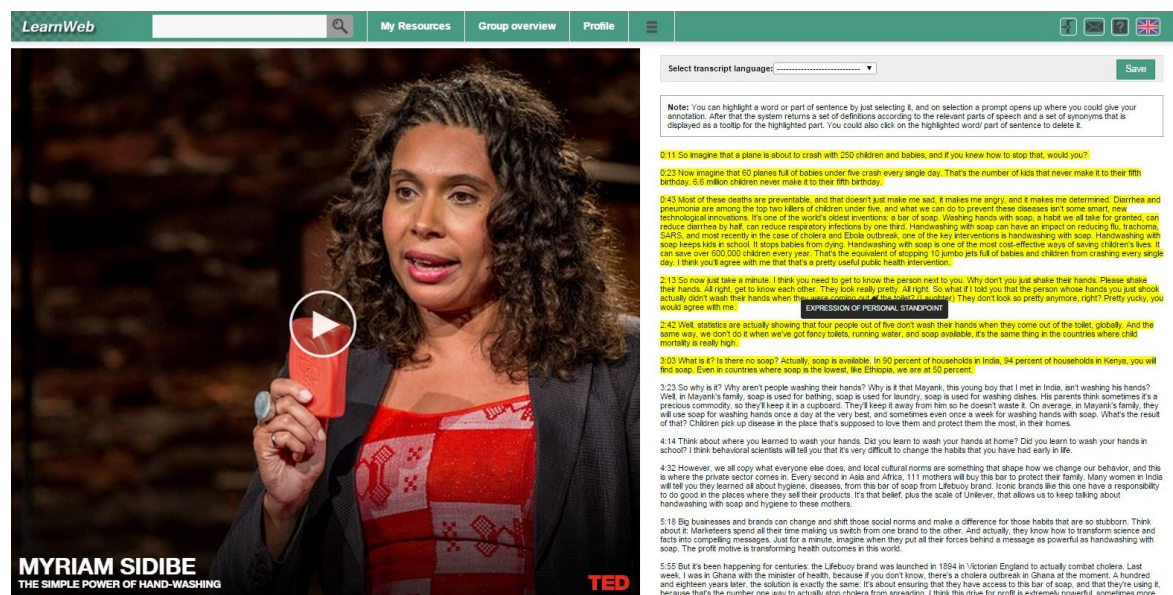 LearnWeb
My Resources
Group overview
Profile
Select transcript language: ----------------------------
Save
Note: You can highlight a word or part of sentence by just selecting it, and on selection a prompt opens up where you could give your
annotation. After that the system returns a set of definitions according to the relevant parts of speech and a set of synonyms that is
displayed as a tooltip for the highlighted part. You could also click on the highlighted word/ part of sentence to delete it.
0:11 So imagine that a plane is about to crash with 250 children and babies, and if you knew how to stop that, would you?
0:23 Now imagine that 60 planes full of babies under five crash every single day. That's the number of kids that never make it to their fifth
birthday. 6.6 million children never make it to their fifth birthday.
0:43 Most of these deaths are preventable, and that doesn't just make me sad, it makes me angry, and it makes me determined. Diarrhea and
pneumonia are among the top two killers of children under five, and what we can do to prevent these diseases isn't some smart, new
technological innovations. It's one of the world's oldest inventions: a bar of soap. Washing hands with soap, a habit we all take for granted, can
reduce diarrhea by half, can reduce respiratory infections by one third. Handwashing with soap can have an impact on reducing flu, trachoma,
SARS, and most recently in the case of cholera and Ebola outbreak, one of the key interventions is handwashing with soap. Handwashing with
soap keeps kids in school. It stops babies from dying. Handwashing with soap is one of the most cost-effective ways of saving children's lives. It
can save over 600,000 children every year. That's the equivalent of stopping 10 jumbo jets full of babies and children from crashing every single
day. I think you'll agree with me that that's a pretty useful public health intervention.
2:13 So now just take a minute. I think you need to get to know the person next to you. Why don't you just shake their hands. Please shake
their hands. All right, get to know each other. They look really pretty. All right. So what if I told you that the person whose hands you just shook
actually didn't wash their hands when they were coming out of the toilet? (Laughter) They don't look so pretty anymore, right? Pretty yucky, you
would agree with me.
EXPRESSION OF PERSONAL STANDPOINT
2:42 Well, statistics are actually showing that four people out of five don't wash their hands when they come out of the toilet, globally. And the
same way, we don't do it when we've got fancy toilets, running water, and soap available, it's the same thing in the countries where child
mortality is really high.
3:03 What is it? Is there no soap? Actually, soap is available. In 90 percent of households in India, 94 percent of households in Kenya, you will
find soap. Even in countries where soap is the lowest, like Ethiopia, we are at 50 percent.
3:23 So why is it? Why aren't people washing their hands? Why is it that Mayank, this young boy that I met in India, isn't washing his hands?
Well, in Mayank's family, soap is used for bathing, soap is used for laundry, soap is used for washing dishes. His parents think sometimes it's a
precious commodity, so they'll keep it in a cupboard. They'll keep it away from him so he doesn't waste it. On average, in Mayank's family, they
will use soap for washing hands once a day at the very best, and sometimes even once a week for washing hands with soap. What's the result
of that? Children pick up disease in the place that's supposed to love them and protect them the most, in their homes.
4:14 Think about where you learned to wash your hands. Did you learn to wash your hands at home? Did you learn to wash your hands in
school? I think behavioral scientists will tell you that it's very difficult to change the habits that you have had early in life.
4:32 However, we all copy what everyone else does, and local cultural norms are something that shape how we change our behavior, and this
is where the private sector comes in. Every second in Asia and Africa, 111 mothers will buy this bar to protect their family. Many women in India
will tell you they learned all about hygiene, diseases, from this bar of soap from Lifebuoy brand. Iconic brands like this one have a responsibility
to do good in the places where they sell their products. It's that belief, plus the scale of Unilever, that allows us to keep talking about
handwashing with soap and hygiene to these mothers.
5:18 Big businesses and brands can change and shift those social norms and make a difference for those habits that are so stubborn. Think
about it: Marketeers spend all their time making us switch from one brand to the other. And actually, they know how to transform science and
facts into compelling messages. Just for a minute, imagine when they put all their forces behind a message as powerful as handwashing with
soap. The profit motive is transforming health outcomes in this world.
5:55 But it's been happening for centuries: the Lifebuoy brand was launched in 1894 in Victorian England to actually combat cholera. Last
week, I was in Ghana with the minister of health, because if you don't know, there's a cholera outbreak in Ghana at the moment. A hundred
and eighteen years later, the solution is exactly the same: It's about ensuring that they have access to this bar of soap, and that they're using it,
because that's the number one way to actually stop cholera from spreading. I think this drive for profit is extremely powerful, sometimes more
MYRIAM SIDIBE
THE SIMPLE POWER OF HAND-WASHING
TED